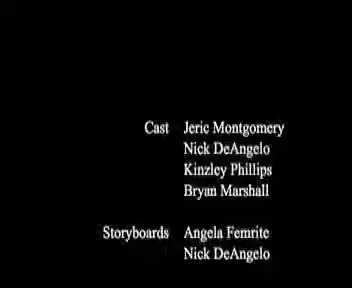 Cast Jeric Montgomery
Nick DeAngelo
Kinzley Phillips
Bryan Marshall
Storyboards Angela Femrite
Nick DeAngelo